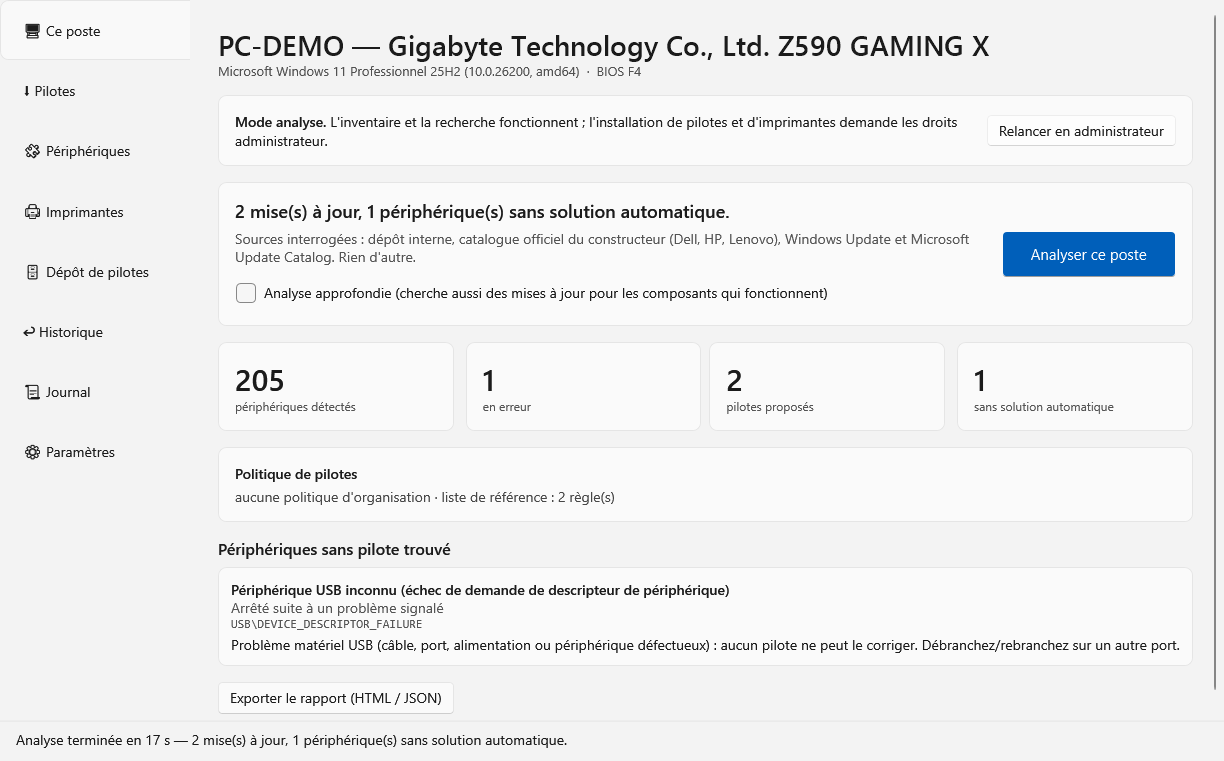 Ce poste
Pilotes
Périphériques
Imprimantes
Dépôt de pilotes
Historique
Journal
Paramètres
PC-DEMO — Gigabyte Technology Co., Ltd. Z590 GAMING X
Microsoft Windows 11 Professionnel 25H2 (10.0.26200, amd64) · BIOS F4
Mode analyse. L'inventaire et la recherche fonctionnent ; l'installation de pilotes et d'imprimantes demande les droits
administrateur.
Relancer en administrateur
2 mise(s) à jour, 1 périphérique(s) sans solution automatique.
Sources interrogées : dépôt interne, catalogue officiel du constructeur (Dell, HP, Lenovo), Windows Update et Microsoft
Update Catalog. Rien d'autre.
Analyser ce poste
Analyse approfondie (cherche aussi des mises à jour pour les composants qui fonctionnent)
205
périphériques détectés
1
en erreur
2
pilotes proposés
1
sans solution automatique
Politique de pilotes
aucune politique d'organisation · liste de référence : 2 règle(s)
Périphériques sans pilote trouvé
Périphérique USB inconnu (échec de demande de descripteur de périphérique)
Arrêté suite à un problème signalé
USB\DEVICE_DESCRIPTOR_FAILURE
Problème matériel USB (câble, port, alimentation ou périphérique défectueux) : aucun pilote ne peut le corriger. Débranchez/rebranchez sur un autre port.
Exporter le rapport (HTML / JSON)
Analyse terminée en 17 s — 2 mise(s) à jour, 1 périphérique(s) sans solution automatique.